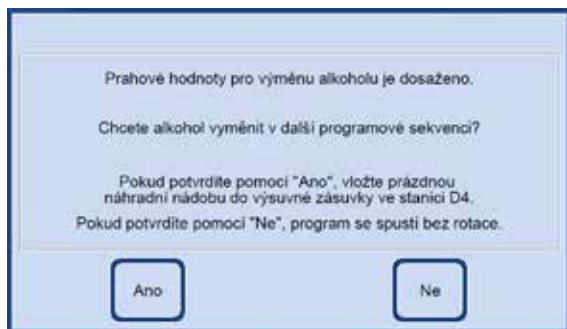 Prahové hodnoty pro výměnu alkoholu je dosaženo.
Chcete alkohol vyměnit v další programové sekvenci?
Pokud potvrdíte pomocí "Ano", vložte prázdnou
náhradní nádobu do výsuvné zásuvky ve stanici D4.
Pokud potvrdíte pomocí "Ne", program se spustí bez rotace.
Ano Ne